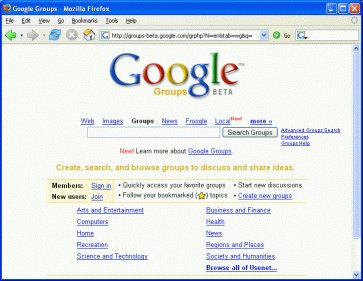 Google Groups - Mozilla Firefox
File Edit View Go Bookmarks Tools Help
http://groups-beta.google.com/grphp?hl=en&tab=wg&q= Go
Google™
Groups BETA
Web Images Groups News Froogle Local New! more »
Search Groups
Advanced Groups Search
Preferences
Groups Help
New! Learn more about Google Groups.
Create, search, and browse groups to discuss and share ideas.
Members: Sign in • Quickly access your favorite groups • Start new discussions
New users: Join • Follow your bookmarked ( ) topics • Create new groups
Arts and Entertainment Business and Finance
Computers Health
Home News
Recreation Regions and Places
Science and Technology Society and Humanities
Browse all of Usenet...